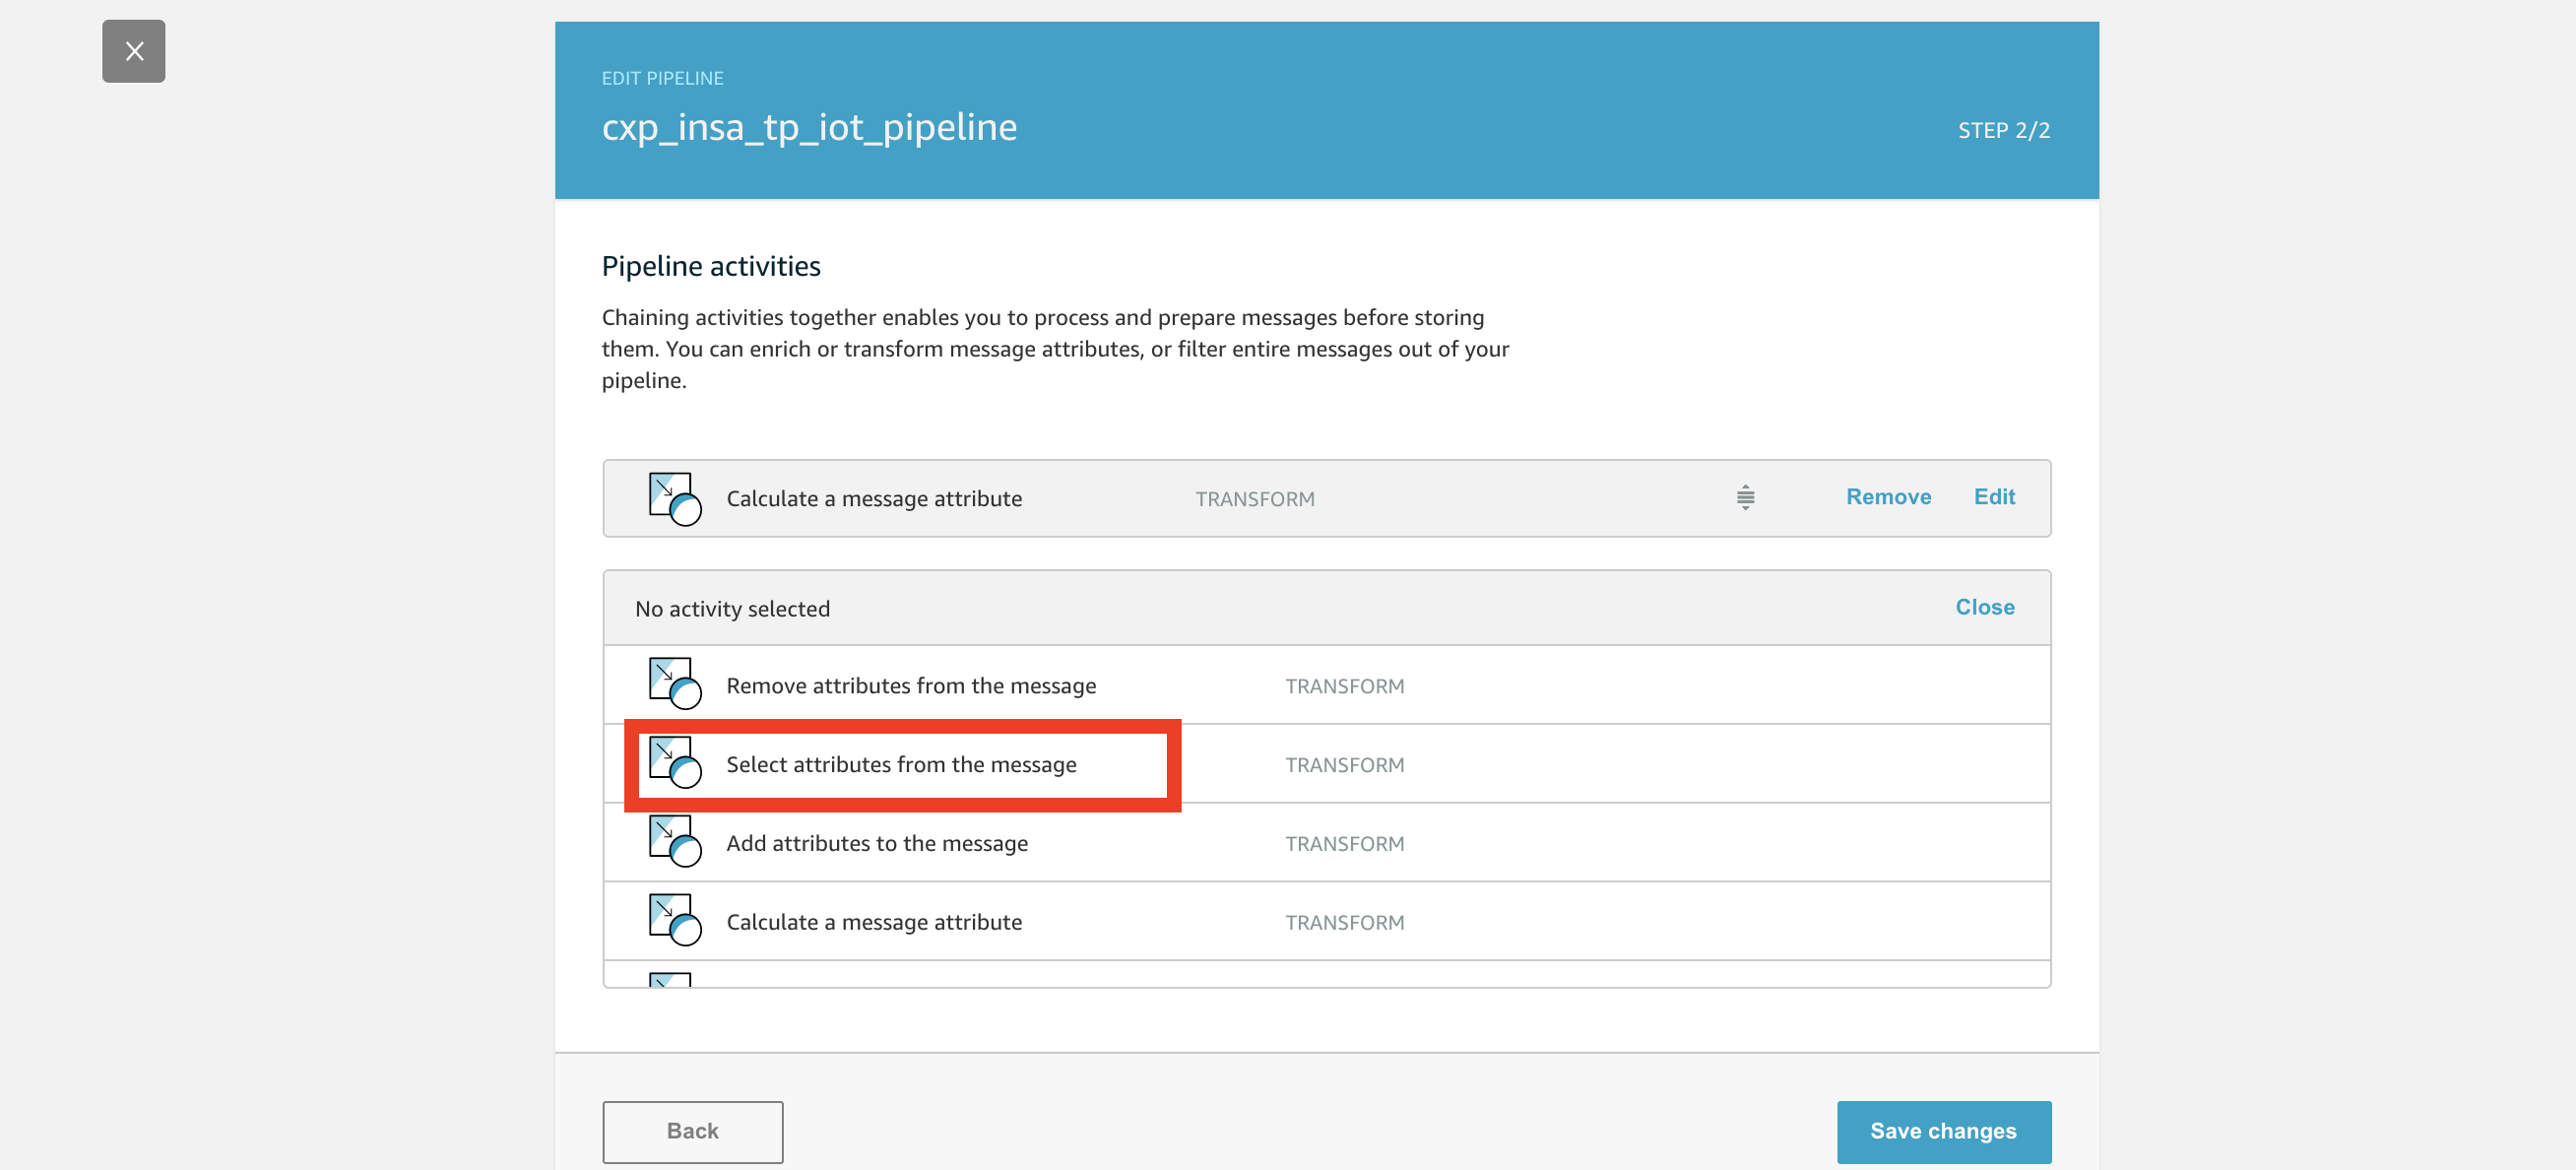 EDIT PIPELINE
cxp_insa_tp_iot_pipeline
STEP 2/2
Pipeline activities
Chaining activities together enables you to process and prepare messages before storing
them. You can enrich or transform message attributes, or filter entire messages out of your
pipeline.
Calculate a message attribute TRANSFORM Remove Edit
No activity selected Close
Remove attributes from the message TRANSFORM
Select attributes from the message TRANSFORM
Add attributes to the message TRANSFORM
Calculate a message attribute TRANSFORM
Back Save changes